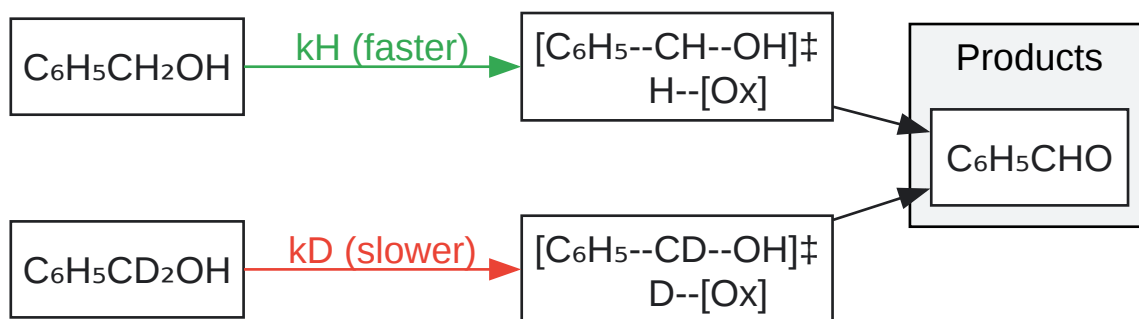 C₆H₅CH₂OH
kH (faster)
[C₆H₅--CH--OH]‡
H--[Ox]
Products
C₆H₅CHO
C₆H₅CD₂OH
kD (slower)
[C₆H₅--CD--OH]‡
D--[Ox]